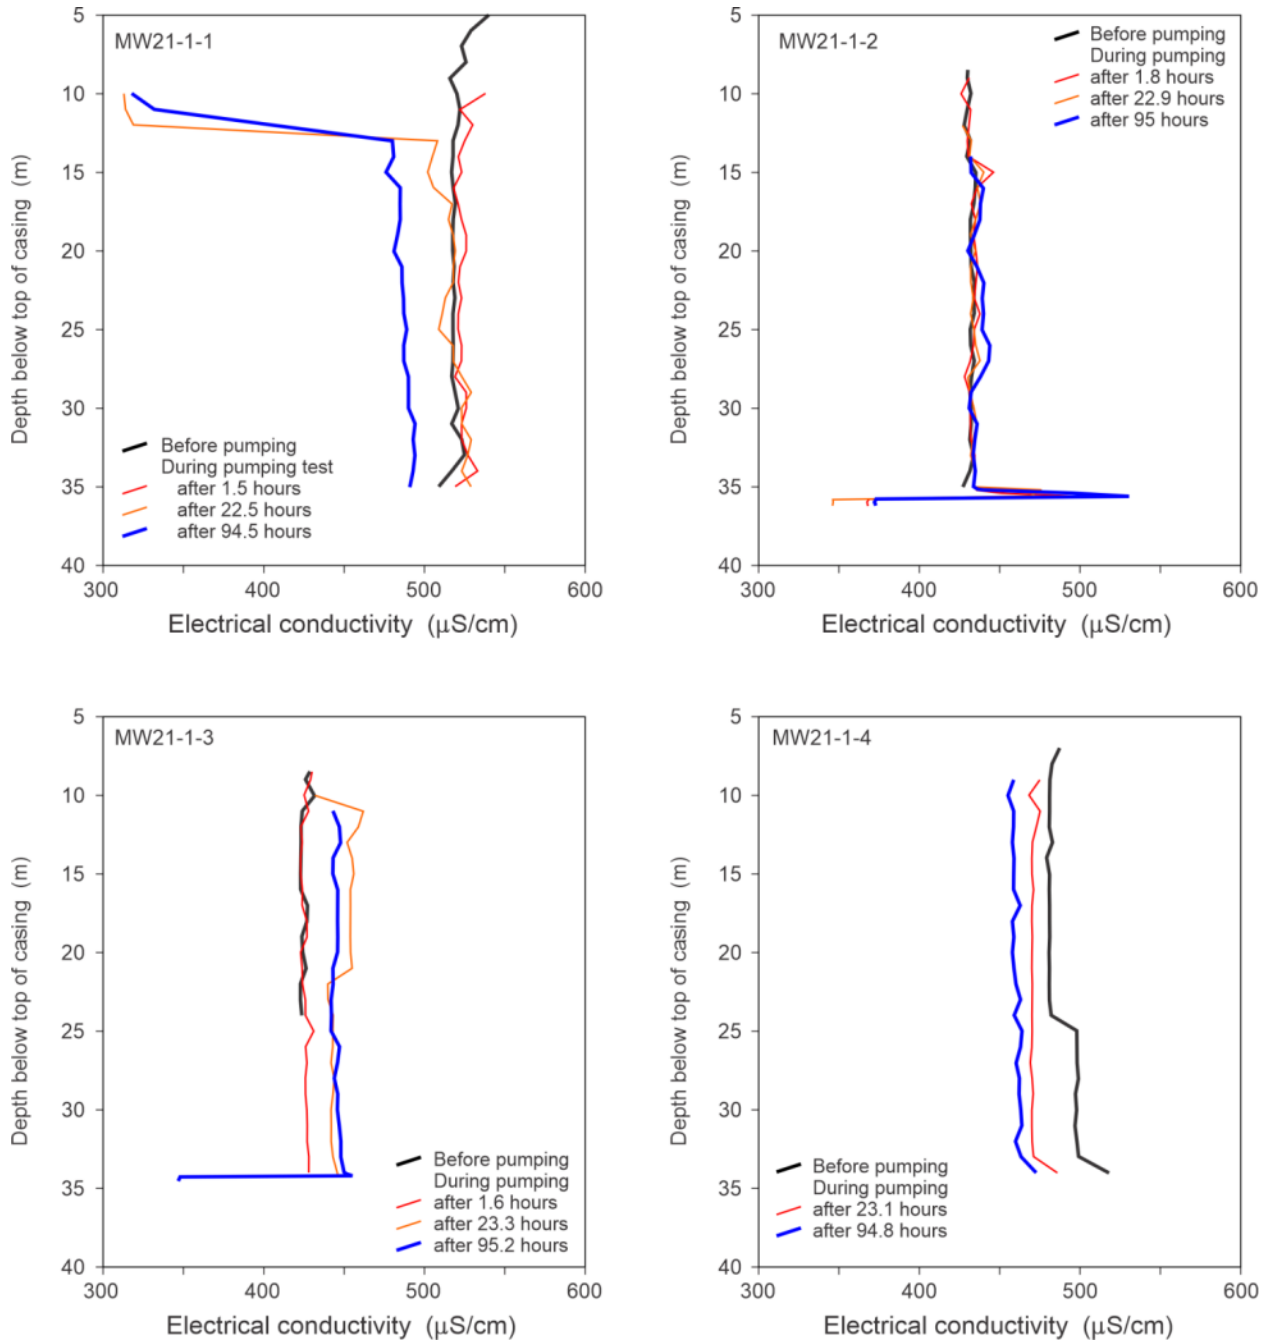 MW21-1-1
5
10
15
20
25
30
35
40
Depth below top of casing (m)
Before pumping
During pumping test
after 1.5 hours
after 22.5 hours
after 94.5 hours
300
400
500
600
Electrical conductivity (μS/cm)
MW21-1-2
Before pumping
During pumping
after 1.8 hours
after 22.9 hours
after 95 hours
5
10
15
20
25
30
35
40
Depth below top of casing (m)
300
400
500
600
Electrical conductivity (μS/cm)
MW21-1-3
5
10
15
20
25
30
35
40
Depth below top of casing (m)
Before pumping
During pumping
after 1.6 hours
after 23.3 hours
after 95.2 hours
300
400
500
600
Electrical conductivity (μS/cm)
MW21-1-4
5
10
15
20
25
30
35
40
Depth below top of casing (m)
Before pumping
During pumping
after 23.1 hours
after 94.8 hours
300
400
500
600
Electrical conductivity (μS/cm)